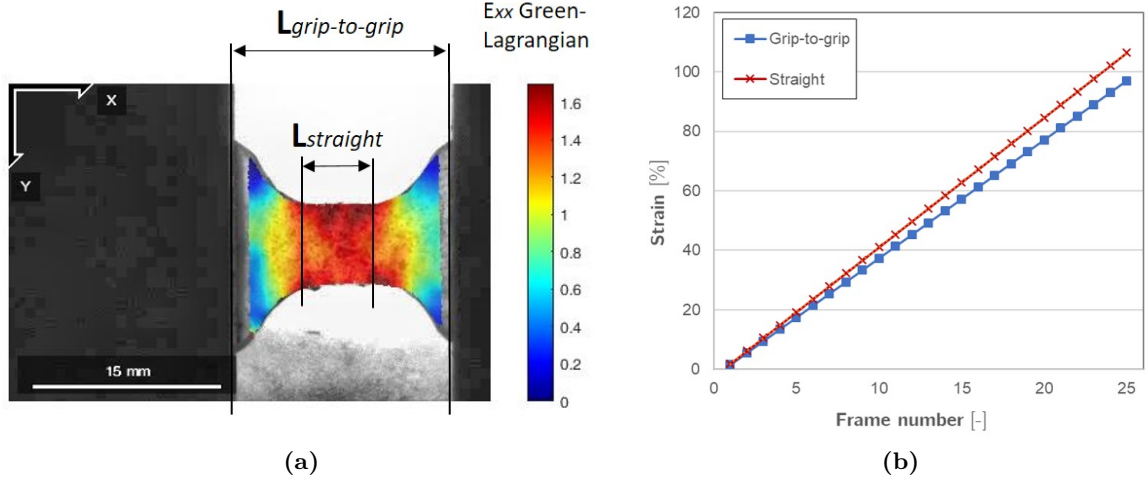 Lgrip-to-grip
Exx Green-
Lagrangian
X
Y
Lstraight
15 mm
1.6
1.4
1.2
1
0.8
0.6
0.4
0.2
0
(a)
120
100
80
60
40
20
0
Strain [%]
Grip-to-grip
Straight
0
5
10
15
20
25
Frame number [-]
(b)